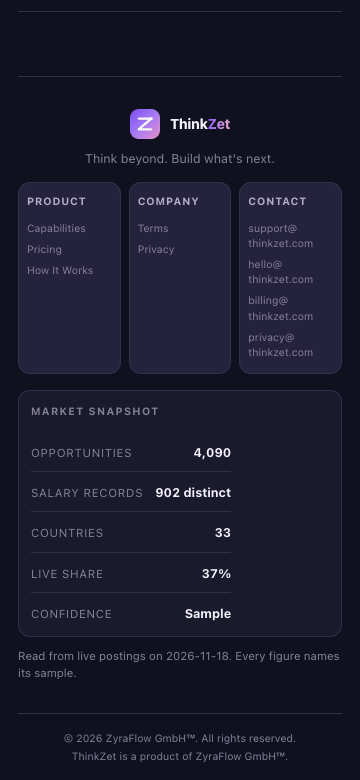 ThinkZet
Think beyond. Build what's next.
PRODUCT
Capabilities
Pricing
How It Works
COMPANY
Terms
Privacy
CONTACT
support@
thinkzet.com
hello@
thinkzet.com
billing@
thinkzet.com
privacy@
thinkzet.com
MARKET SNAPSHOT
OPPORTUNITIES 4,090
SALARY RECORDS 902 distinct
COUNTRIES 33
LIVE SHARE 37%
CONFIDENCE Sample
Read from live postings on 2026-11-18. Every figure names
its sample.
© 2026 ZyraFlow GmbH™. All rights reserved.
ThinkZet is a product of ZyraFlow GmbH™.